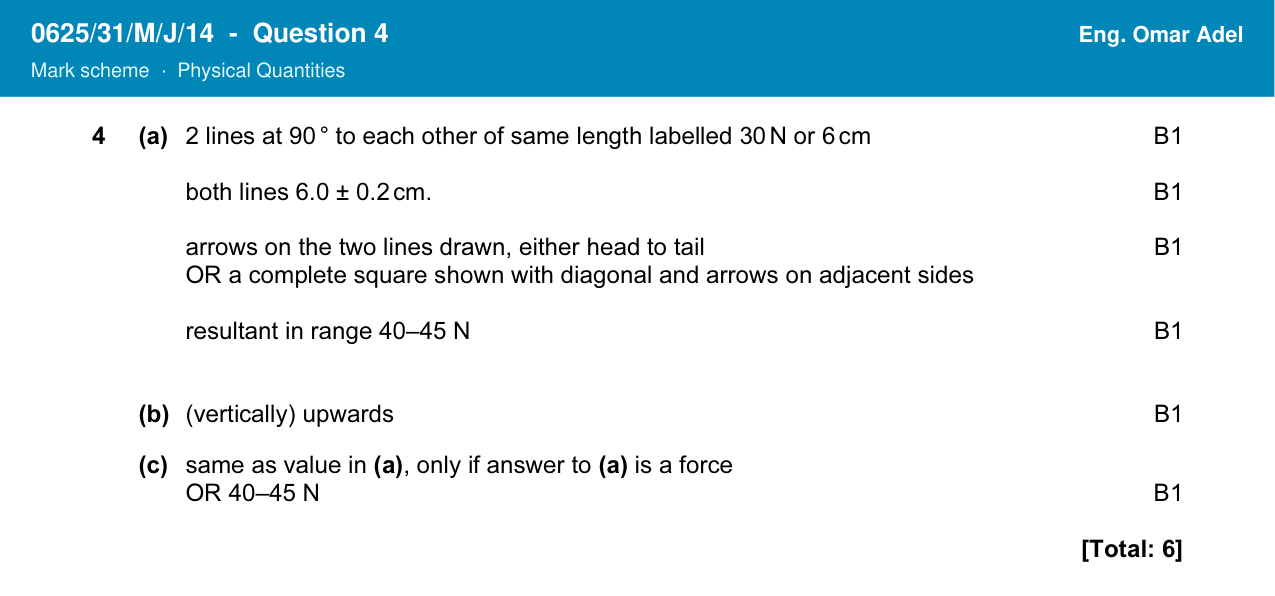 0625/31/M/J/14 - Question 4
Eng. Omar Adel
Mark scheme · Physical Quantities
4 (a) 2 lines at 90° to each other of same length labelled 30 N or 6 cm B1
both lines 6.0 ± 0.2 cm. B1
arrows on the two lines drawn, either head to tail B1
OR a complete square shown with diagonal and arrows on adjacent sides
resultant in range 40–45 N B1
(b) (vertically) upwards B1
(c) same as value in (a), only if answer to (a) is a force
OR 40–45 N B1
[Total: 6]